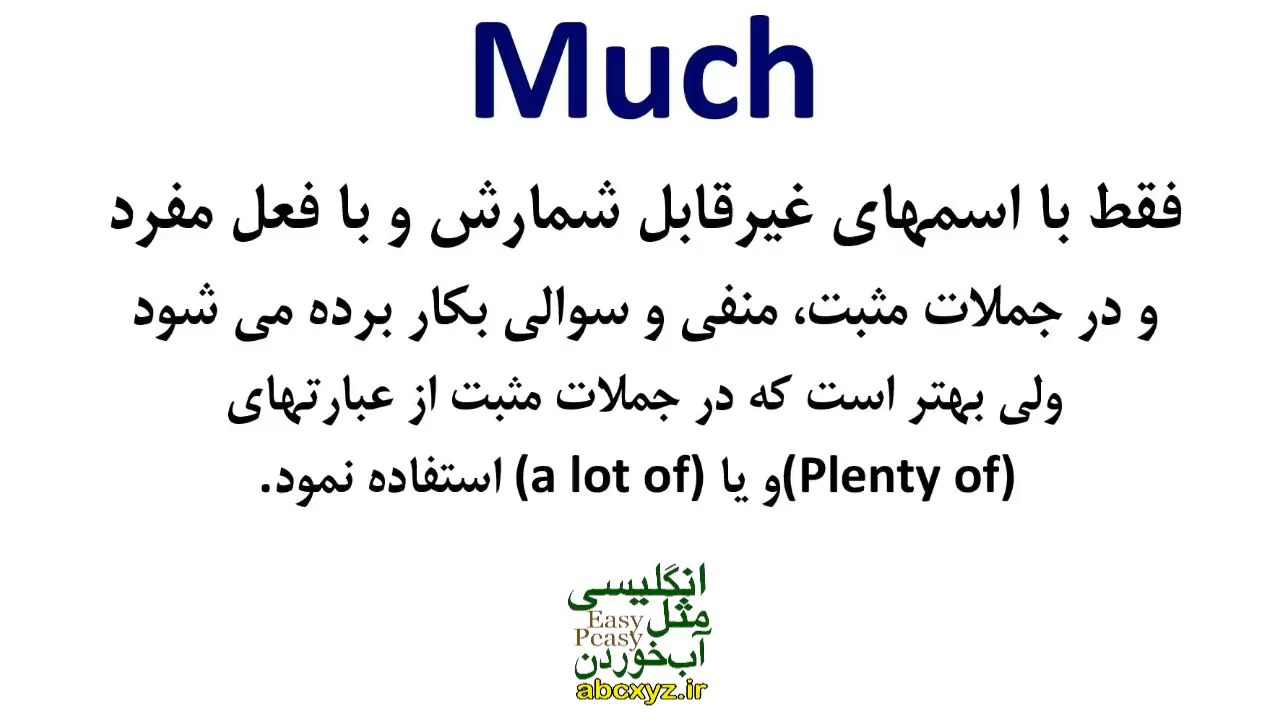 Much
فقط با اسمهای غیرقابل شمارش و با فعل مفرد
و در جملات مثبت، منفی و سوالی بکار برده می شود
ولی بهتر است که در جملات مثبت از عبارتهای
(Plenty of)و یا (a lot of) استفاده نمود.
انگلیسی
مثل
Easy
Peasy
آب‌خوردن
abcxyz.ir